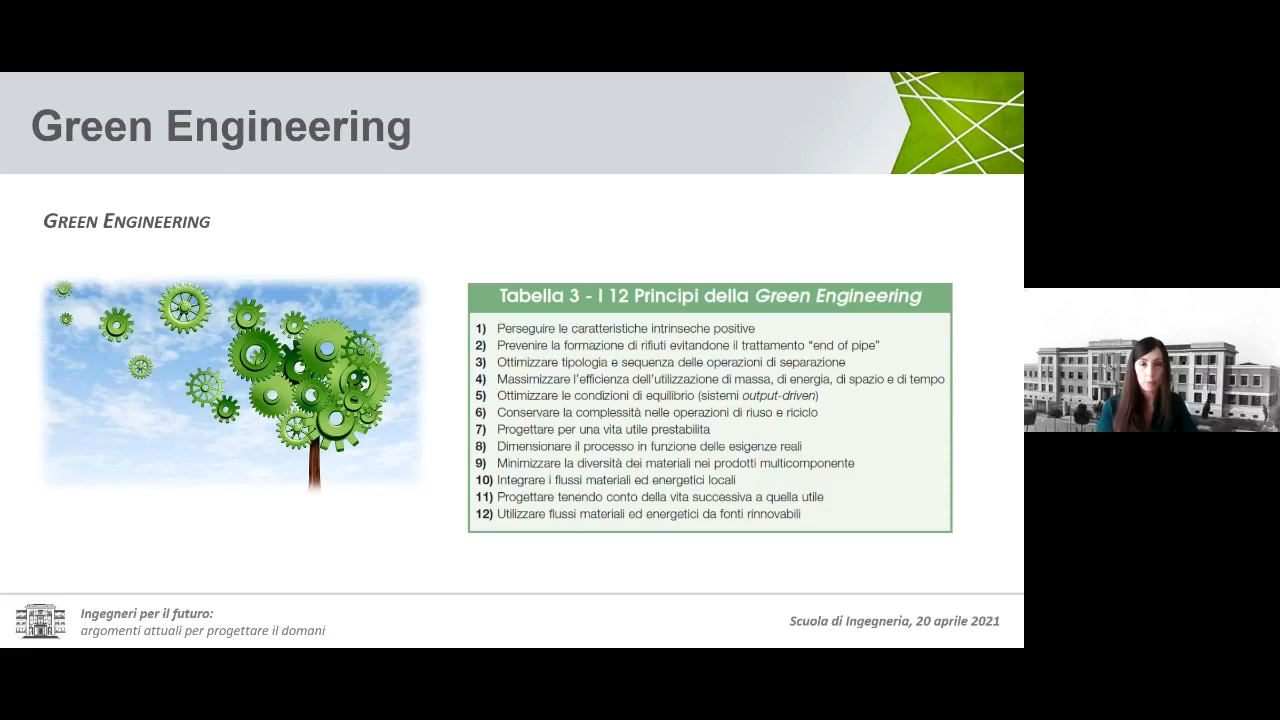 Green Engineering
GREEN ENGINEERING
Tabella 3 - I 12 Principi della Green Engineering
1) Perseguire le caratteristiche intrinseche positive
2) Prevenire la formazione di rifiuti evitandone il trattamento “end of pipe”
3) Ottimizzare tipologia e sequenza delle operazioni di separazione
4) Massimizzare l'efficienza dell'utilizzazione di massa, di energia, di spazio e di tempo
5) Ottimizzare le condizioni di equilibrio (sistemi output-driven)
6) Conservare la complessità nelle operazioni di riuso e riciclo
7) Progettare per una vita utile prestabilita
8) Dimensionare il processo in funzione delle esigenze reali
9) Minimizzare la diversità dei materiali nei prodotti multicomponente
10) Integrare i flussi materiali ed energetici locali
11) Progettare tenendo conto della vita successiva a quella utile
12) Utilizzare flussi materiali ed energetici da fonti rinnovabili
Ingegneri per il futuro:
argomenti attuali per progettare il domani
Scuola di Ingegneria, 20 aprile 2021